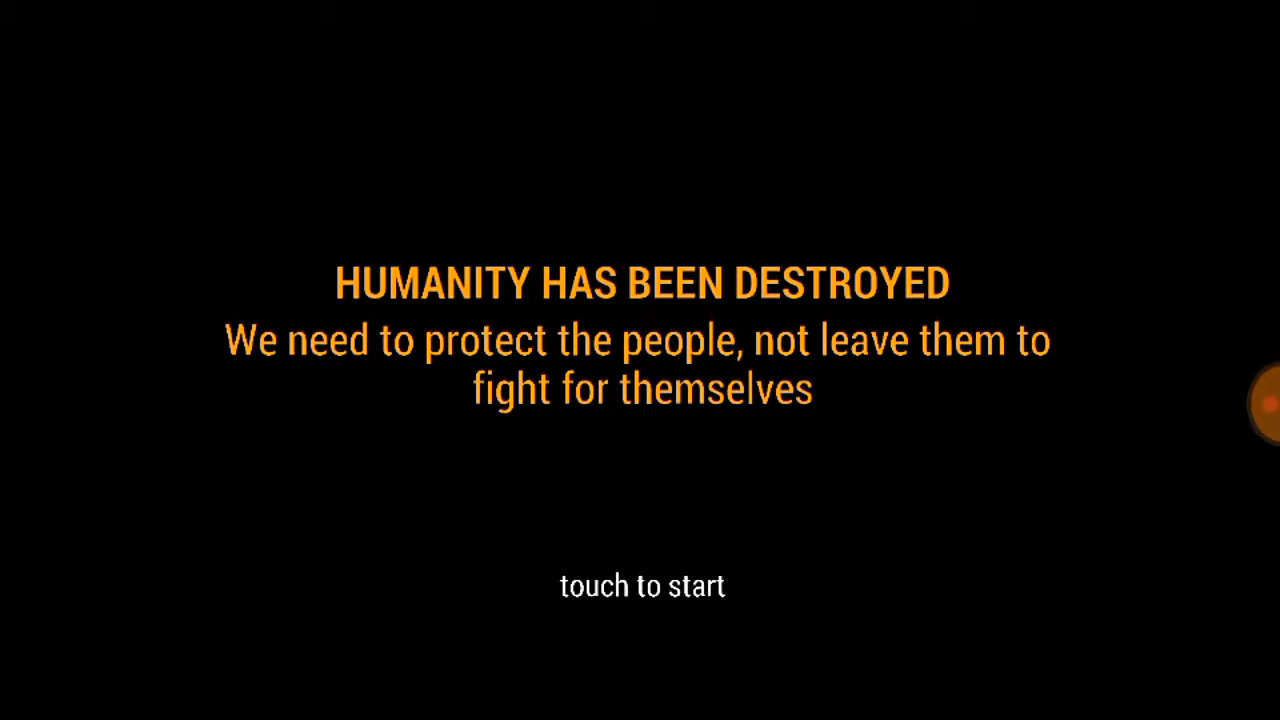 HUMANITY HAS BEEN DESTROYED
We need to protect the people, not leave them to
fight for themselves
touch to start